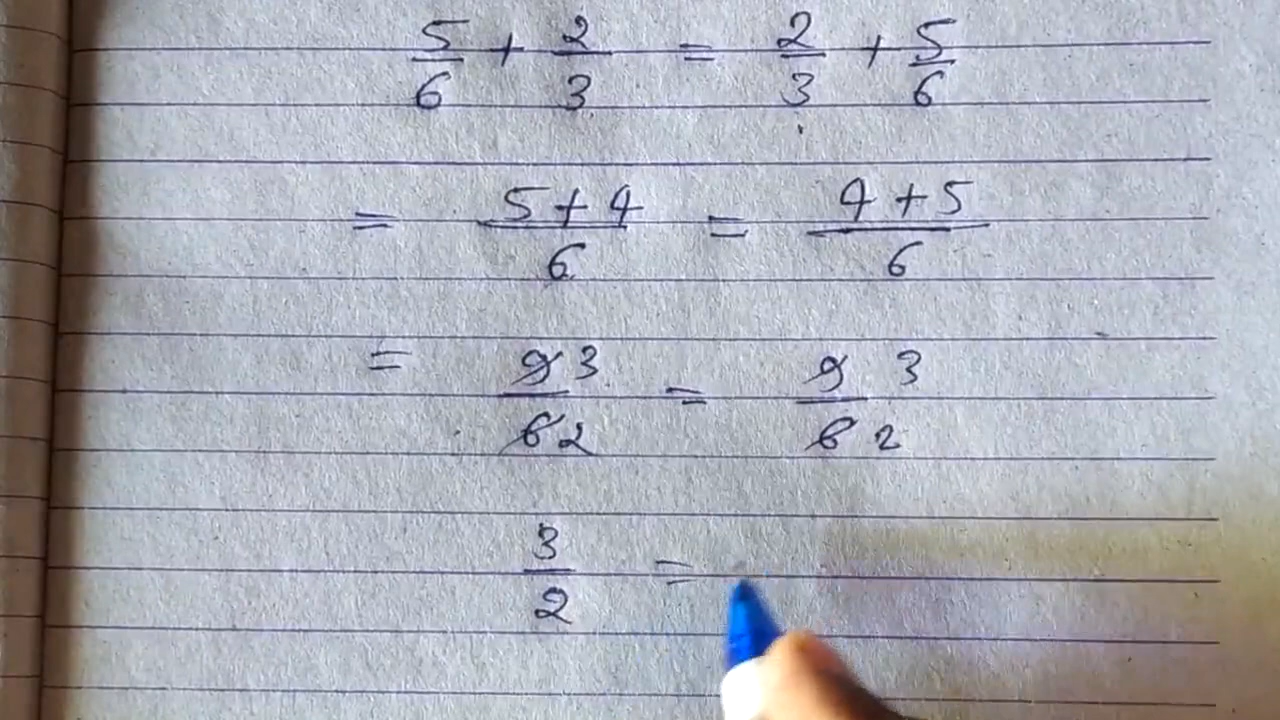 5/6 + 2/3 = 2/3 + 5/6
= (5+4)/6 = (4+5)/6
= 9̸ 3 / 6̸ 2 = 9̸ 3 / 6̸ 2
3/2 =